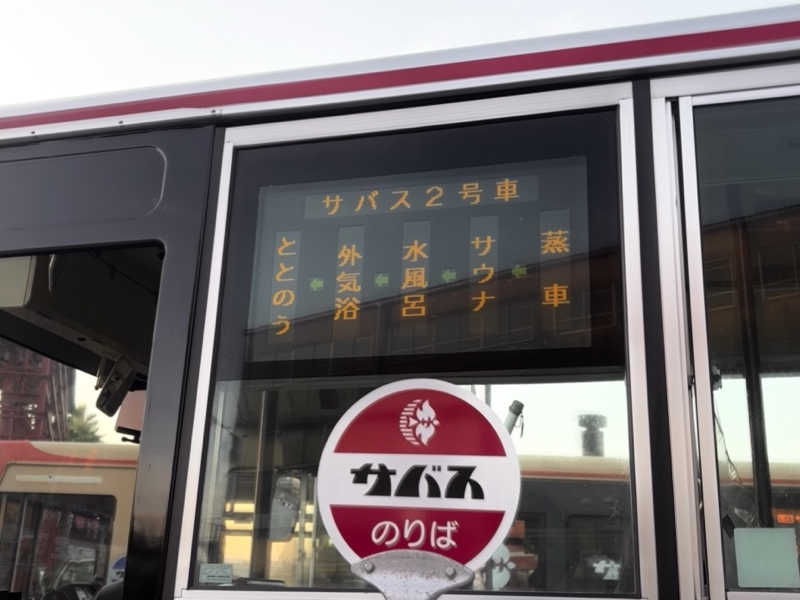 サバス2号車
蒸車
サウナ
水風呂
外気浴
ととのう
サバス
のりば